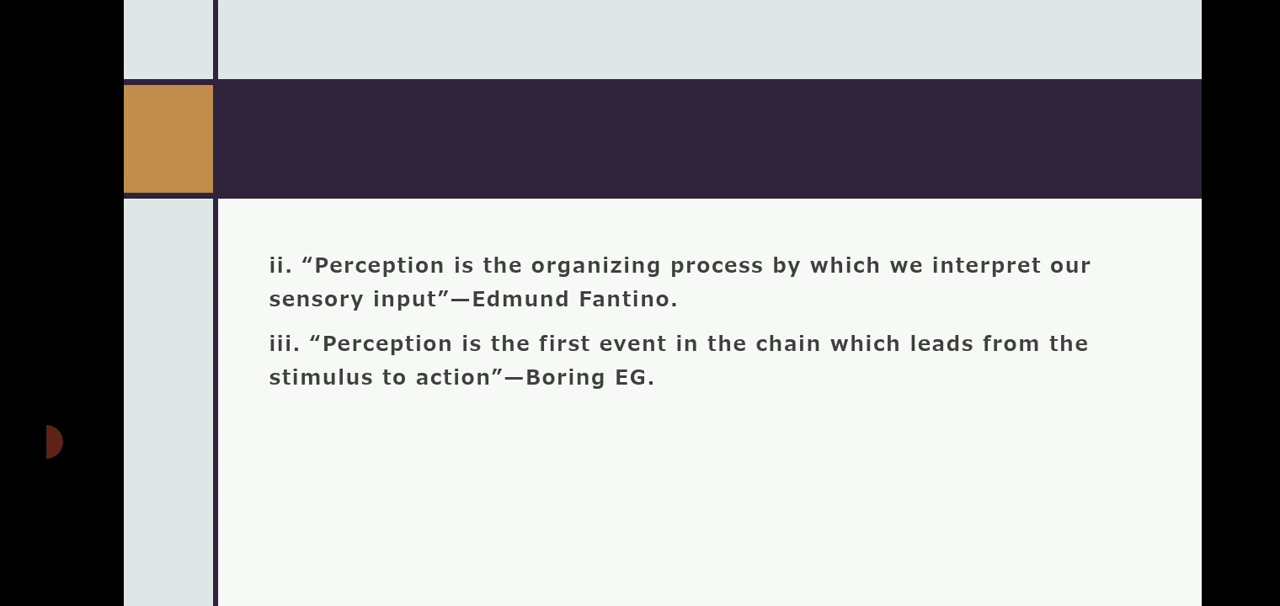 ii. “Perception is the organizing process by which we interpret our
sensory input”—Edmund Fantino.
iii. “Perception is the first event in the chain which leads from the
stimulus to action”—Boring EG.